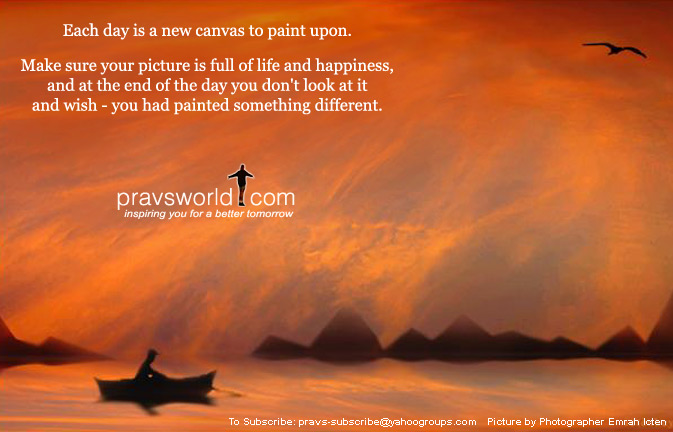 Each day is a new canvas to paint upon.
Make sure your picture is full of life and happiness,
and at the end of the day you don't look at it
and wish - you had painted something different.
pravsworld.com
inspiring you for a better tomorrow
To Subscribe: pravs-subscribe@yahoogroups.com Picture by Photographer Emrah Icten